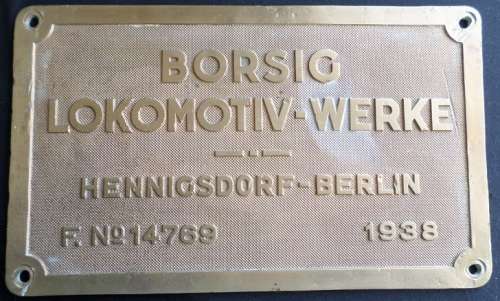 BORSIG
LOKOMOTIV-WERKE
HENNIGSDORF-BERLIN
F. No 14769 1938